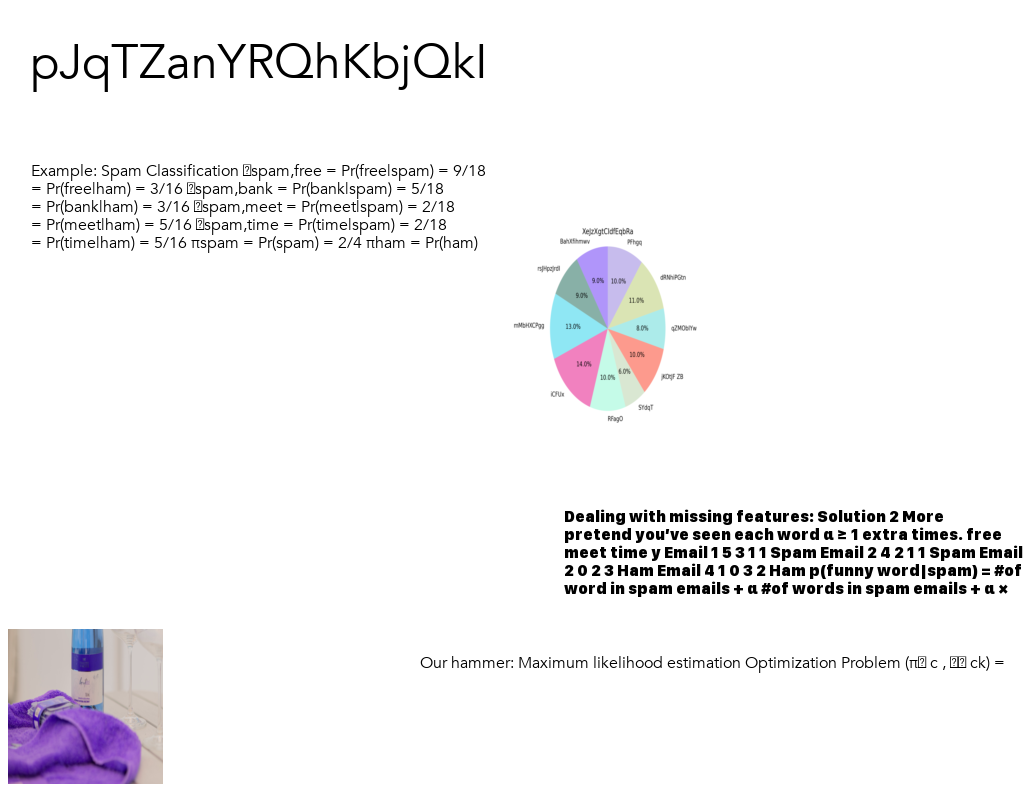 pJqTZanYRQhKbjQkI
Example: Spam Classification �spam,free = Pr(free|spam) = 9/18
= Pr(free|ham) = 3/16 �spam,bank = Pr(bank|spam) = 5/18
= Pr(bank|ham) = 3/16 �spam,meet = Pr(meet|spam) = 2/18
= Pr(meet|ham) = 5/16 �spam,time = Pr(time|spam) = 2/18
= Pr(time|ham) = 5/16 πspam = Pr(spam) = 2/4 πham = Pr(ham)
XeJzXgtCldfEqbRa
BahXfihmwv
PFhgq
rsJHpzJrdl
dRNhiPGtn
9.0%
10.0%
9.0%
11.0%
mMbHXCPgg
13.0%
8.0%
qZMOblYw
10.0%
14.0%
6.0%
10.0%
jKOtJF ZB
iCFUx
SYdqT
RFagO
Dealing with missing features: Solution 2 More
pretend you've seen each word α ≥ 1 extra times. free
meet time y Email 1 5 3 1 1 Spam Email 2 4 2 1 1 Spam Email
2 0 2 3 Ham Email 4 1 0 3 2 Ham p(funny word|spam) = #of
word in spam emails + α #of words in spam emails + α ×
Our hammer: Maximum likelihood estimation Optimization Problem (π� c , �� ck) =